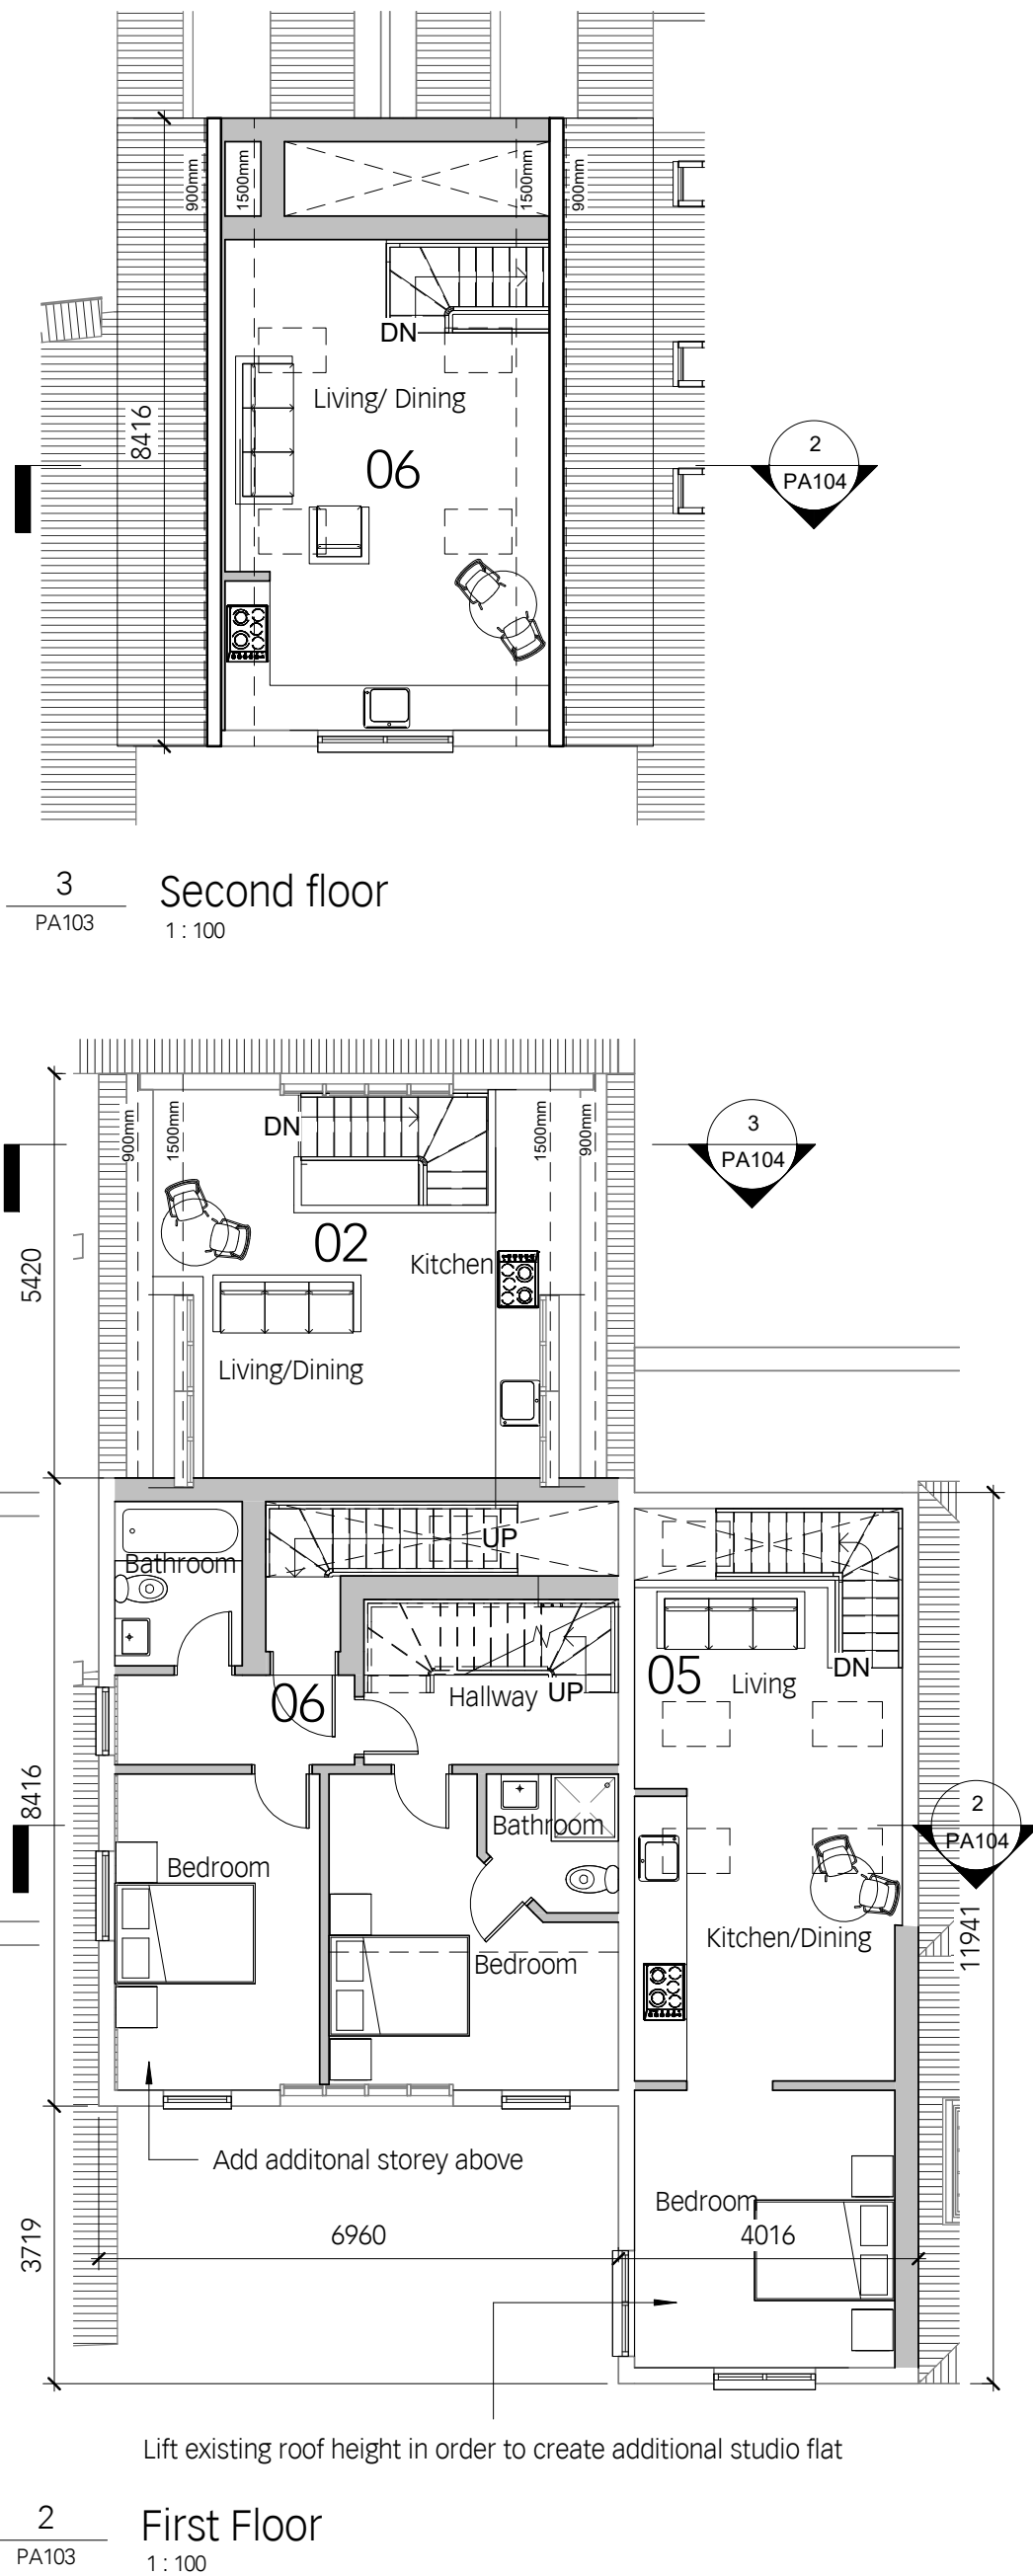 900mm
1500mm
1500mm
900mm
DN
Living/ Dining
8416
06
2
PA104
3
PA103
Second floor
1 : 100
900mm
1500mm
DN
1500mm
900mm
3
PA104
02
Kitchen
5420
Living/Dining
UP
Bathroom
05
Living
DN
06
Hallway
UP
8416
2
PA104
Bathroom
Bedroom
11941
Kitchen/Dining
Bedroom
Add additonal storey above
Bedroom
3719
6960
4016
Lift existing roof height in order to create additional studio flat
2
PA103
First Floor
1 : 100